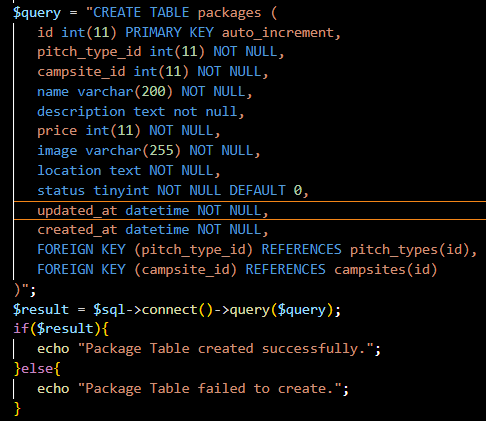 $query = "CREATE TABLE packages (
id int(11) PRIMARY KEY auto_increment,
pitch_type_id int(11) NOT NULL,
campsite_id int(11) NOT NULL,
name varchar(200) NOT NULL,
description text not null,
price int(11) NOT NULL,
image varchar(255) NOT NULL,
location text NOT NULL,
status tinyint NOT NULL DEFAULT 0,
updated_at datetime NOT NULL,
created_at datetime NOT NULL,
FOREIGN KEY (pitch_type_id) REFERENCES pitch_types(id),
FOREIGN KEY (campsite_id) REFERENCES campsites(id)
)";
$result = $sql->connect()->query($query);
if($result){
echo "Package Table created successfully.";
}else{
echo "Package Table failed to create.";
}